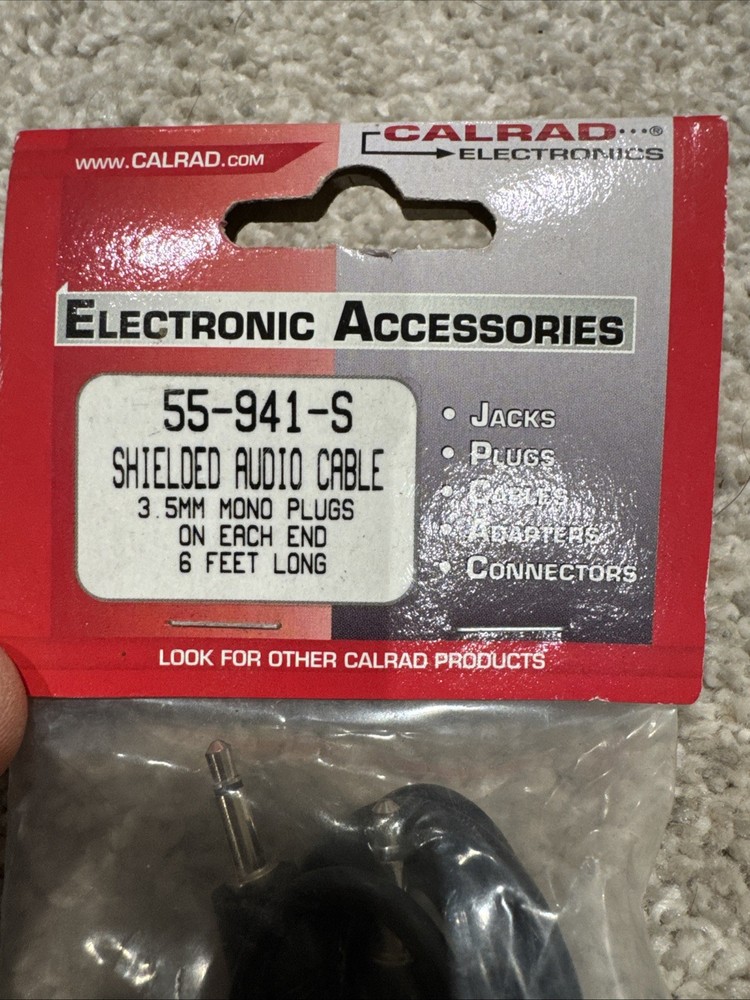 WWW.CALRAD.COM
CALRAD...®
ELECTRONICS
ELECTRONIC ACCESSORIES
55-941-S
SHIELDED AUDIO CABLE
3.5MM MONO PLUGS
ON EACH END
6 FEET LONG
• JACKS
• PLUGS
• CABLES
• ADAPTERS
• CONNECTORS
LOOK FOR OTHER CALRAD PRODUCTS